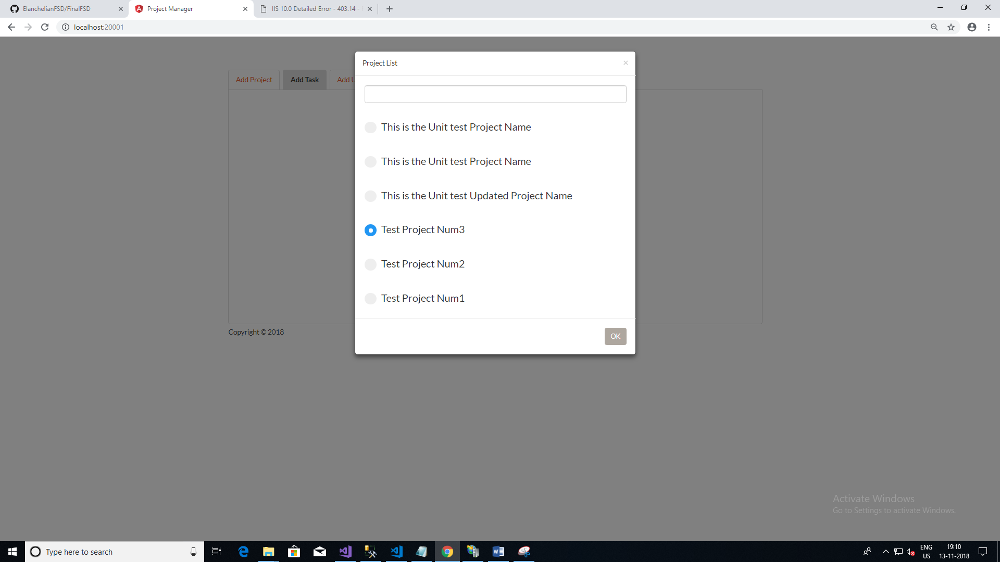 ElanchelianFSD/FinalFSD
Project Manager
IIS 10.0 Detailed Error - 403.14 -
localhost:20001
Project List
Add Project
Add Task
Add U
This is the Unit test Project Name
This is the Unit test Project Name
This is the Unit test Updated Project Name
Test Project Num3
Test Project Num2
Test Project Num1
Copyright © 2018
OK
Activate Windows
Go to Settings to activate Windows.
Type here to search
ENG
US
19:10
13-11-2018